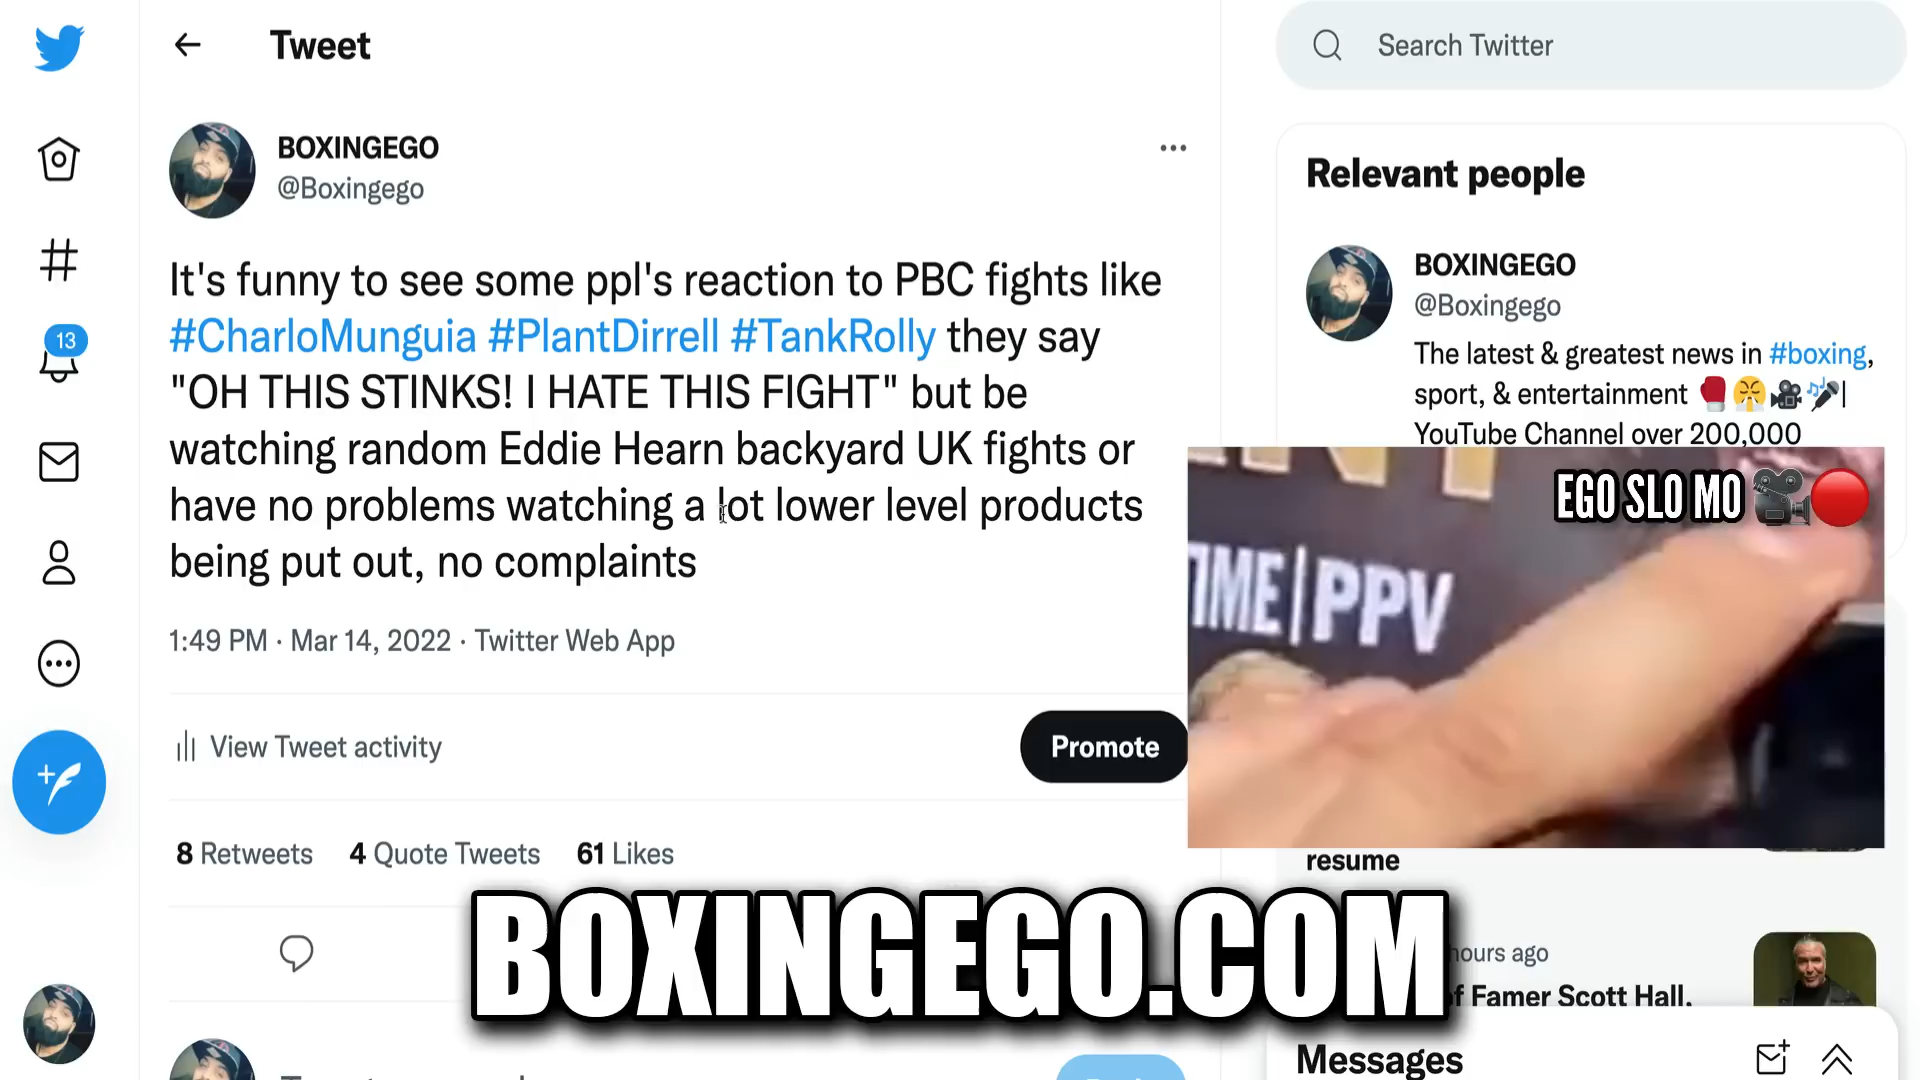 Tweet
Search Twitter
BOXINGEGO
@Boxingego
It's funny to see some ppl's reaction to PBC fights like
#CharloMunguia #PlantDirrell #TankRolly they say
"OH THIS STINKS! I HATE THIS FIGHT" but be
watching random Eddie Hearn backyard UK fights or
have no problems watching a lot lower level products
being put out, no complaints
1:49 PM · Mar 14, 2022 · Twitter Web App
View Tweet activity
Promote
8 Retweets 4 Quote Tweets 61 Likes
13
Relevant people
BOXINGEGO
@Boxingego
The latest & greatest news in #boxing,
sport, & entertainment 🥊😤🎥🎤|
YouTube Channel over 200,000
EGO SLO MO 🎥🔴
TIME|PPV
resume
BOXINGEGO.COM
hours ago
of Famer Scott Hall,
Messages